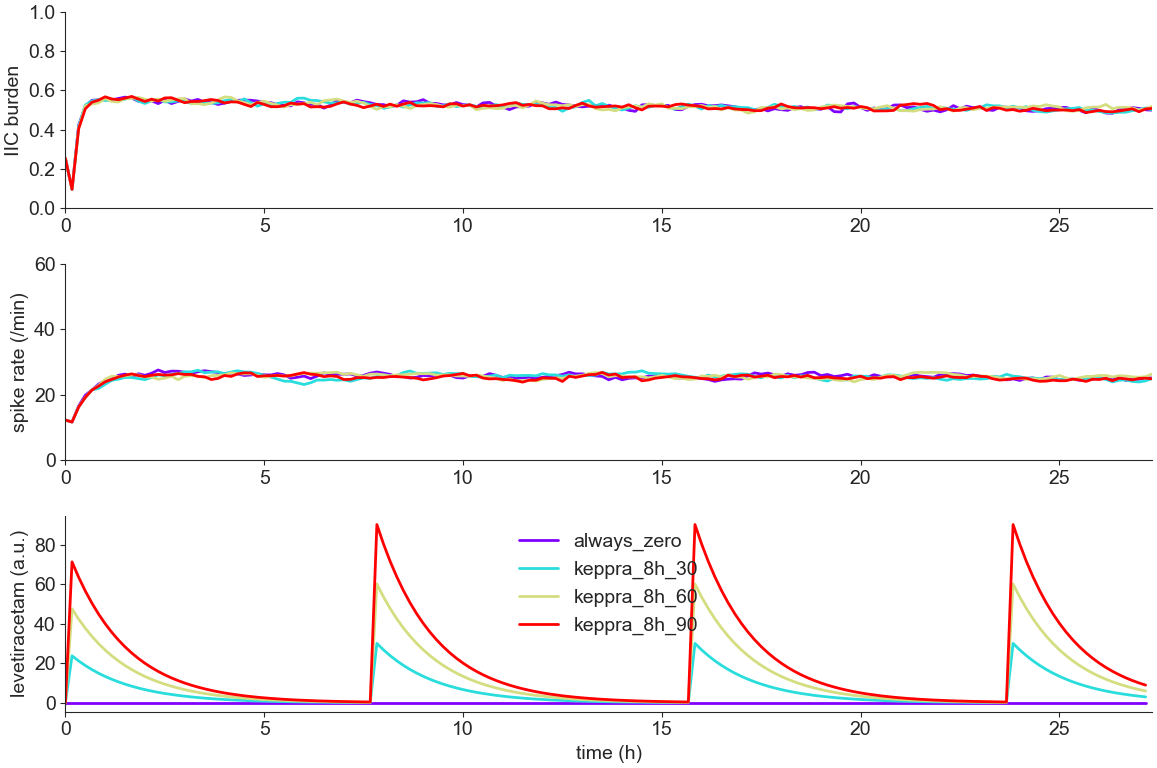 1.0
0.8
0.6
0.4
0.2
0.0
IIC burden
0 5 10 15 20 25
60
40
20
0
spike rate (/min)
0 5 10 15 20 25
80
60
40
20
0
levetiracetam (a.u.)
always_zero
keppra_8h_30
keppra_8h_60
keppra_8h_90
0 5 10 15 20 25
time (h)